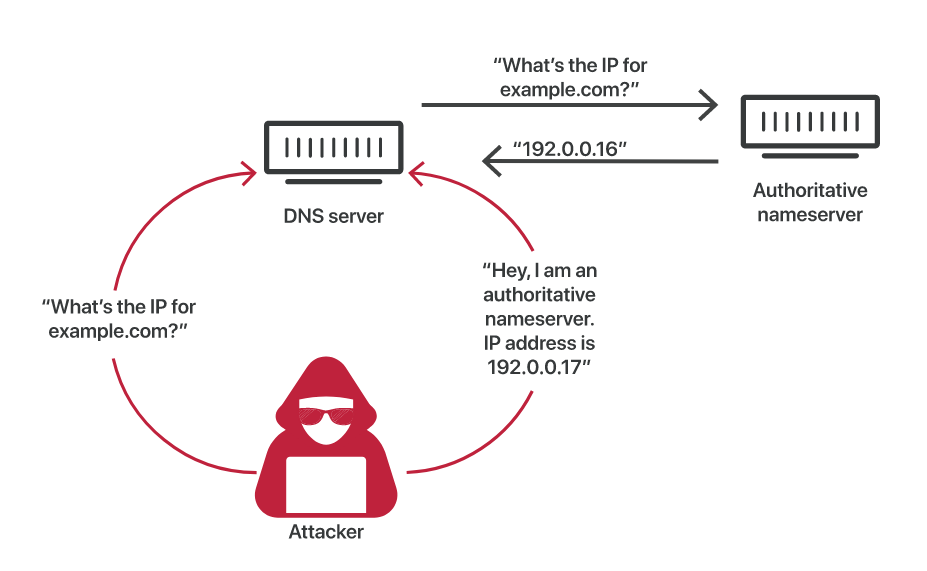 “What’s the IP for
example.com?”
“192.0.0.16”
DNS server
Authoritative
nameserver
“What’s the IP for
example.com?”
“Hey, I am an
authoritative
nameserver.
IP address is
192.0.0.17”
Attacker